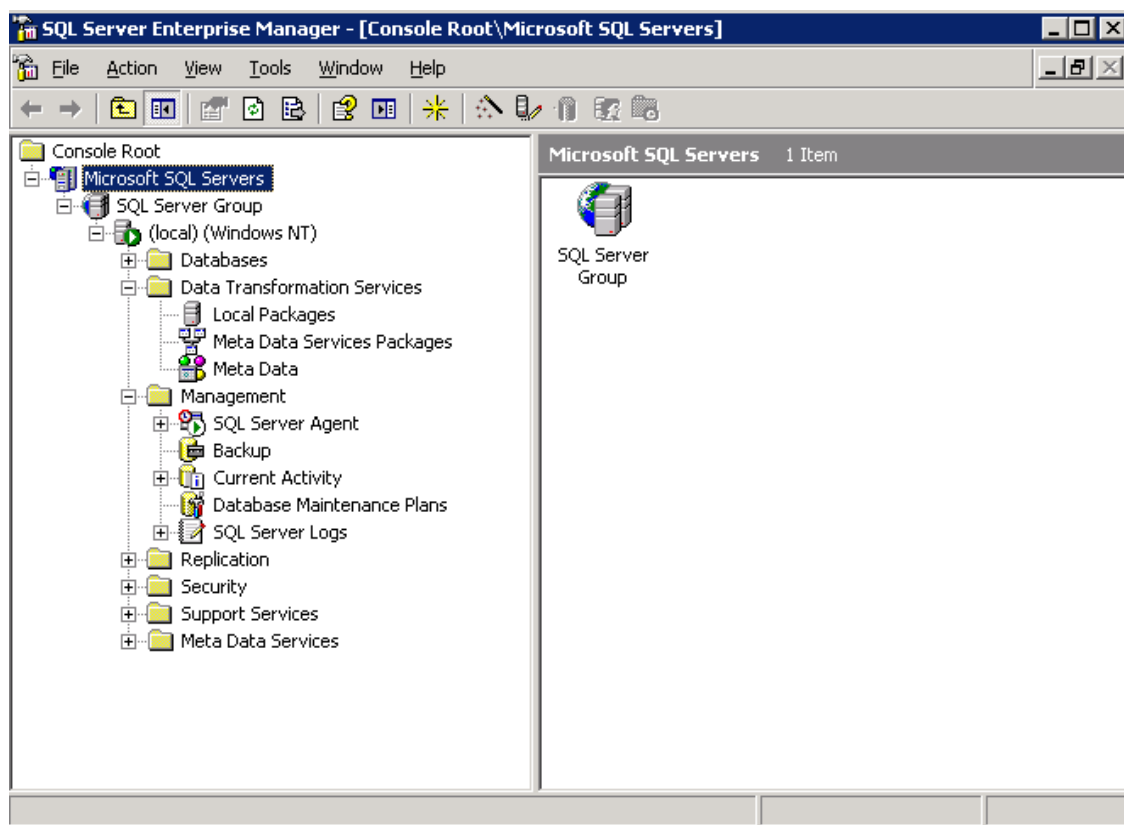 SQL Server Enterprise Manager - [Console Root\Microsoft SQL Servers]
File Action View Tools Window Help
Console Root
Microsoft SQL Servers
SQL Server Group
(local) (Windows NT)
Databases
Data Transformation Services
Local Packages
Meta Data Services Packages
Meta Data
Management
SQL Server Agent
Backup
Current Activity
Database Maintenance Plans
SQL Server Logs
Replication
Security
Support Services
Meta Data Services
Microsoft SQL Servers 1 Item
SQL Server
Group